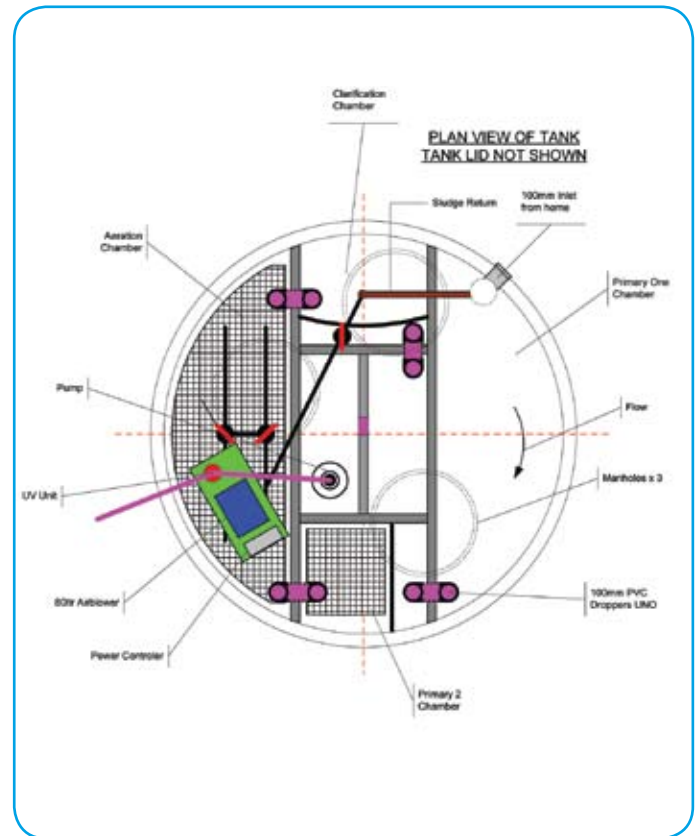 Clarification
Chamber
PLAN VIEW OF TANK
TANK LID NOT SHOWN
Sludge Return
100mm Inlet
from home
Aeration
Chamber
Primary One
Chamber
Pump
Flow
Manholes x 3
UV Unit
80ltr Airblower
100mm PVC
Droppers UNO
Power Controler
Primary 2
Chamber